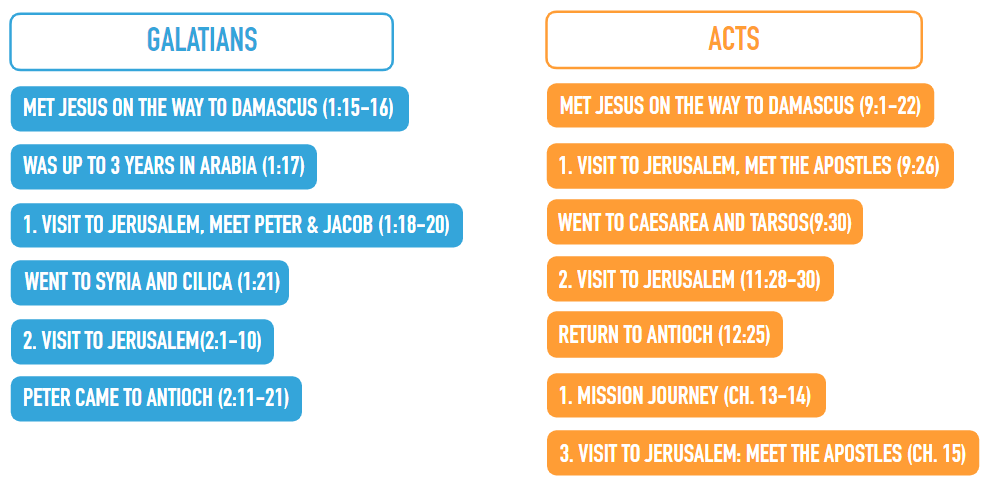 GALATIANS
MET JESUS ON THE WAY TO DAMASCUS (1:15-16)
WAS UP TO 3 YEARS IN ARABIA (1:17)
1. VISIT TO JERUSALEM, MEET PETER & JACOB (1:18-20)
WENT TO SYRIA AND CILICA (1:21)
2. VISIT TO JERUSALEM(2:1-10)
PETER CAME TO ANTIOCH (2:11-21)
ACTS
MET JESUS ON THE WAY TO DAMASCUS (9:1-22)
1. VISIT TO JERUSALEM, MET THE APOSTLES (9:26)
WENT TO CAESAREA AND TARSOS(9:30)
2. VISIT TO JERUSALEM (11:28-30)
RETURN TO ANTIOCH (12:25)
1. MISSION JOURNEY (CH. 13-14)
3. VISIT TO JERUSALEM: MEET THE APOSTLES (CH. 15)